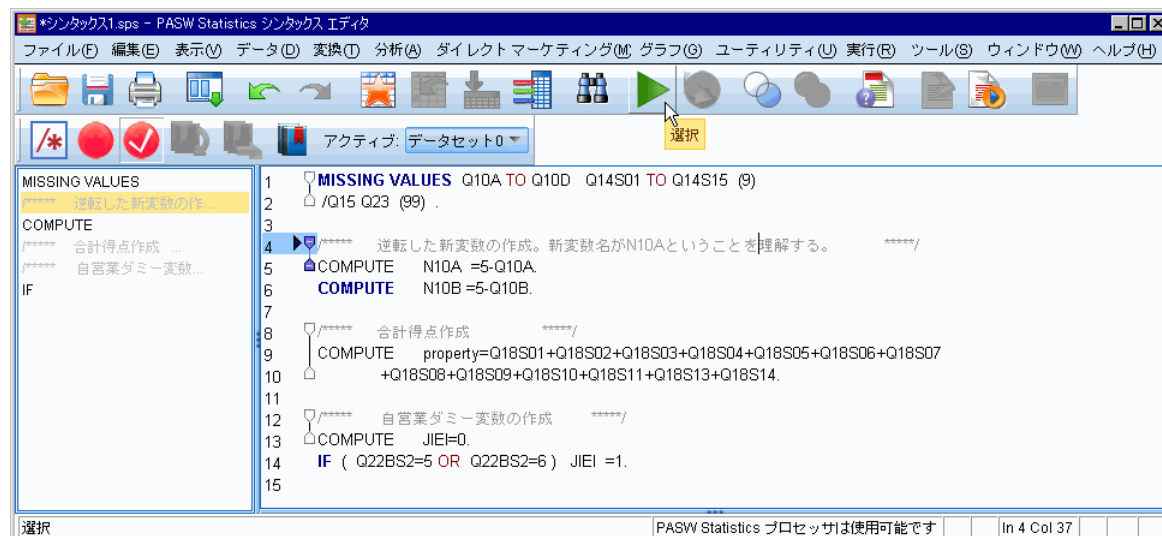 *シンタックス1.sps - PASW Statistics シンタックス エディタ
ファイル(F) 編集(E) 表示(V) データ(D) 変換(T) 分析(A) ダイレクト マーケティング(M) グラフ(G) ユーティリティ(U) 実行(R) ツール(S) ウィンドウ(W) ヘルプ(H)
アクティブ: データセット0
選択
MISSING VALUES
/***** 逆転した新変数の作...
COMPUTE
/***** 合計得点作成 ...
/***** 自営業ダミー変数...
IF
1 MISSING VALUES Q10A TO Q10D Q14S01 TO Q14S15 (9)
2 /Q15 Q23 (99) .
3
4 /***** 逆転した新変数の作成。新変数名がN10Aということを理解する。 *****/
5 COMPUTE N10A =5-Q10A.
6 COMPUTE N10B =5-Q10B.
7
8 /***** 合計得点作成 *****/
9 COMPUTE property=Q18S01+Q18S02+Q18S03+Q18S04+Q18S05+Q18S06+Q18S07
10 +Q18S08+Q18S09+Q18S10+Q18S11+Q18S13+Q18S14.
11
12 /***** 自営業ダミー変数の作成 *****/
13 COMPUTE JIEI=0.
14 IF ( Q22BS2=5 OR Q22BS2=6 ) JIEI =1.
15
選択
PASW Statistics プロセッサは使用可能です
In 4 Col 37